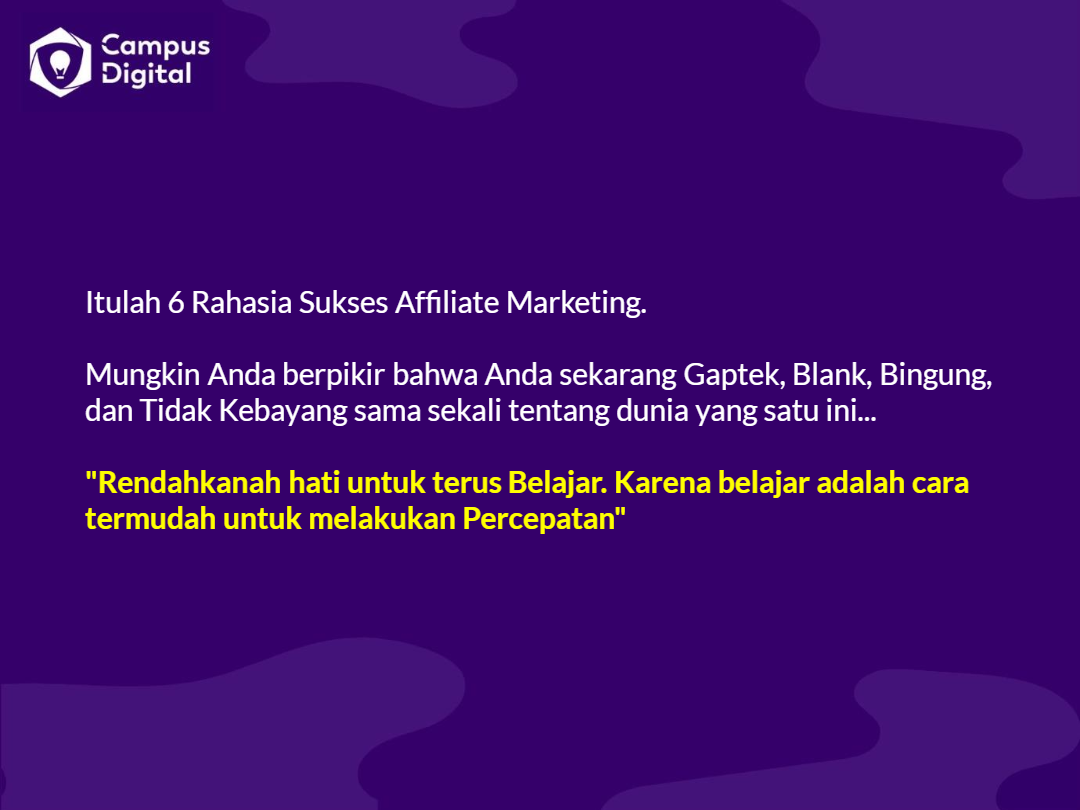 Campus
Digital
Itulah 6 Rahasia Sukses Affiliate Marketing.
Mungkin Anda berpikir bahwa Anda sekarang Gaptek, Blank, Bingung,
dan Tidak Kebayang sama sekali tentang dunia yang satu ini...
"Rendahkanah hati untuk terus Belajar. Karena belajar adalah cara
termudah untuk melakukan Percepatan"